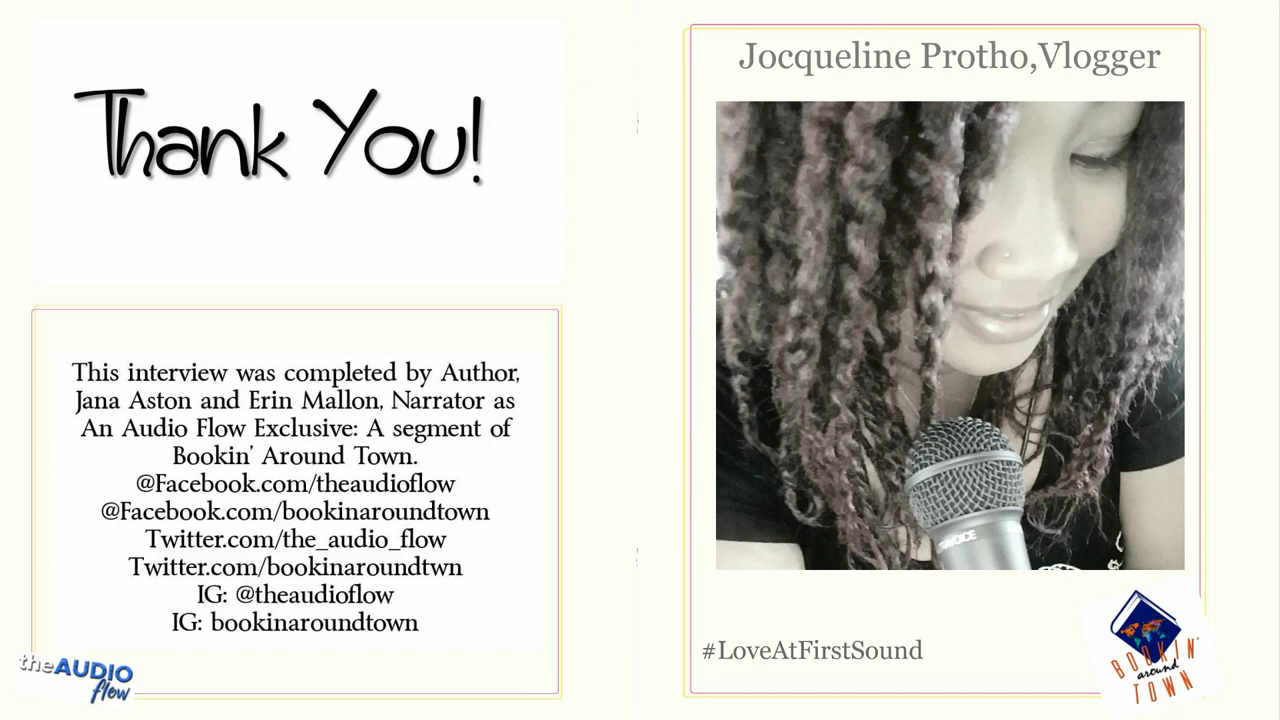 Thank You!
This interview was completed by Author,
Jana Aston and Erin Mallon, Narrator as
An Audio Flow Exclusive: A segment of
Bookin' Around Town.
@Facebook.com/theaudioflow
@Facebook.com/bookinaroundtown
Twitter.com/the_audio_flow
Twitter.com/bookinaroundtwn
IG: @theaudioflow
IG: bookinaroundtown
theAUDIO
flow
Jocqueline Protho,Vlogger
#LoveAtFirstSound
BOOKIN'
around
TOWN